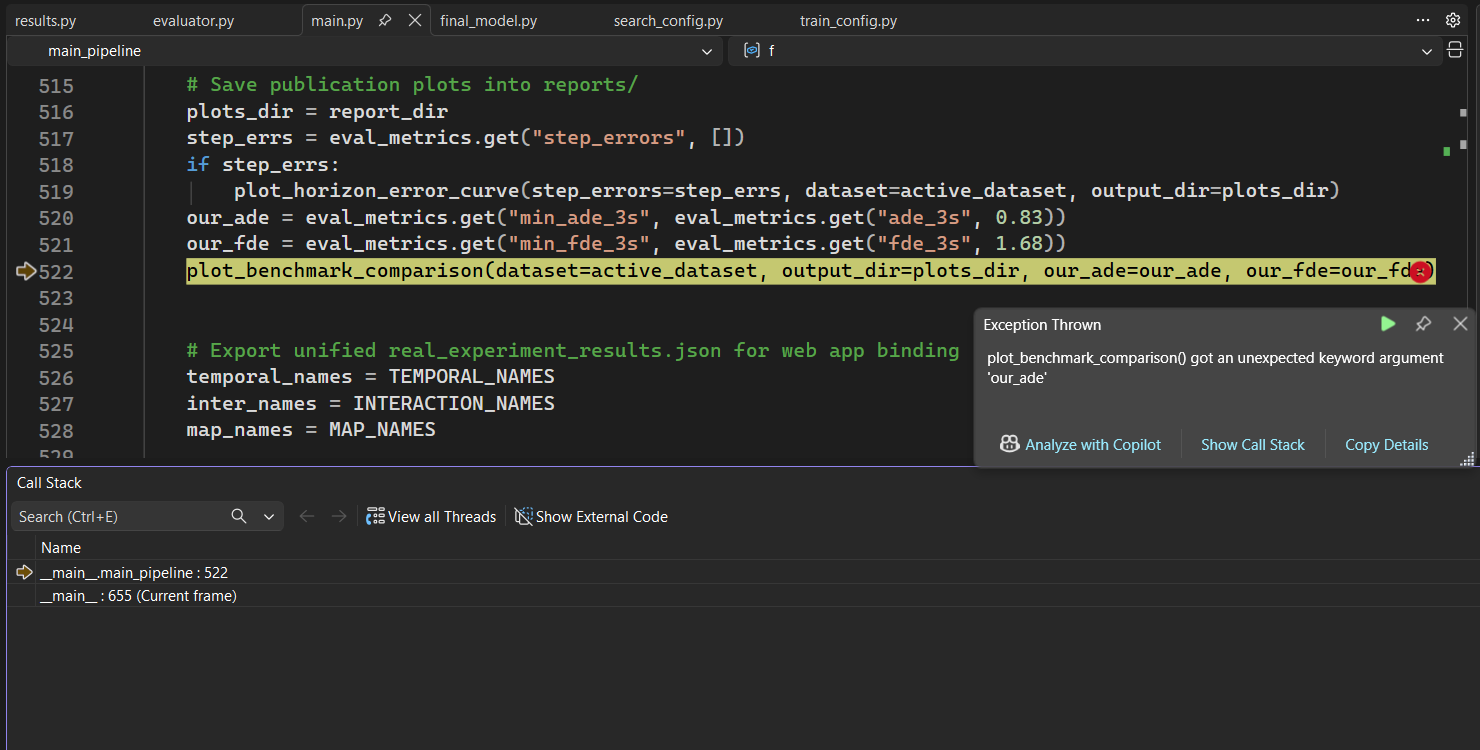 results.py evaluator.py main.py final_model.py search_config.py train_config.py
main_pipeline f
515 # Save publication plots into reports/
516 plots_dir = report_dir
517 step_errs = eval_metrics.get("step_errors", [])
518 if step_errs:
519 plot_horizon_error_curve(step_errors=step_errs, dataset=active_dataset, output_dir=plots_dir)
520 our_ade = eval_metrics.get("min_ade_3s", eval_metrics.get("ade_3s", 0.83))
521 our_fde = eval_metrics.get("min_fde_3s", eval_metrics.get("fde_3s", 1.68))
522 plot_benchmark_comparison(dataset=active_dataset, output_dir=plots_dir, our_ade=our_ade, our_fde=our_fde)
523
524
525 # Export unified real_experiment_results.json for web app binding
526 temporal_names = TEMPORAL_NAMES
527 inter_names = INTERACTION_NAMES
528 map_names = MAP_NAMES
529
Exception Thrown
plot_benchmark_comparison() got an unexpected keyword argument
'our_ade'
Analyze with Copilot Show Call Stack Copy Details
Call Stack
Search (Ctrl+E) View all Threads Show External Code
Name
__main__.main_pipeline : 522
__main__ : 655 (Current frame)